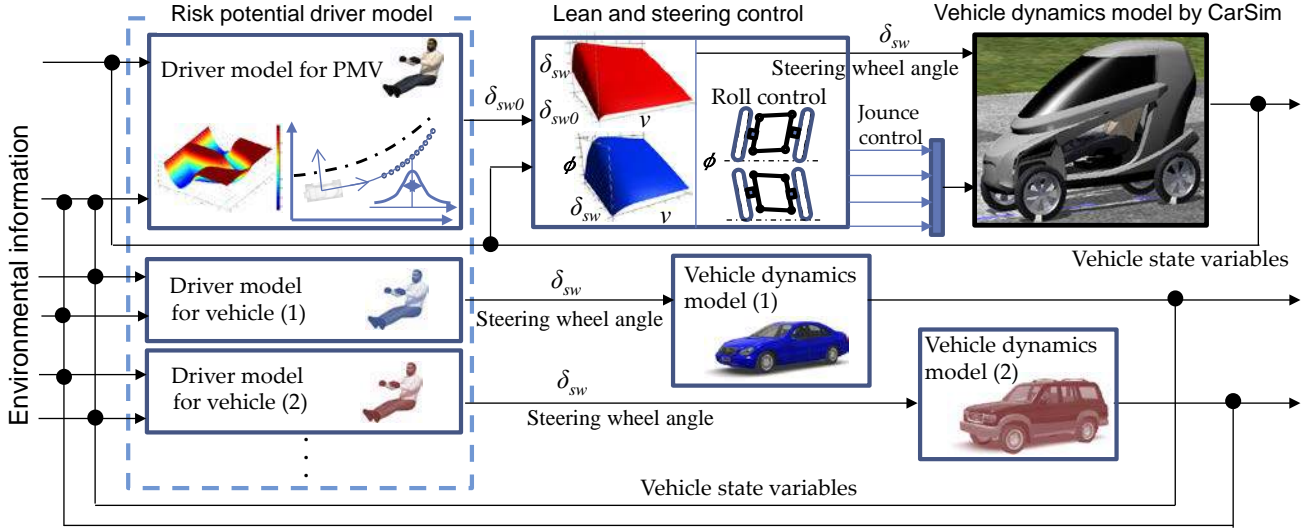 Risk potential driver model
Lean and steering control
Vehicle dynamics model by CarSim
Driver model for PMV
δsw0
δsw
δsw0
v
ϕ
δsw
v
Roll control
ϕ
δsw
Steering wheel angle
Jounce
control
Vehicle state variables
Environmental information
Driver model
for vehicle (1)
δsw
Steering wheel angle
Vehicle dynamics
model (1)
Driver model
for vehicle (2)
δsw
Steering wheel angle
Vehicle dynamics
model (2)
Vehicle state variables